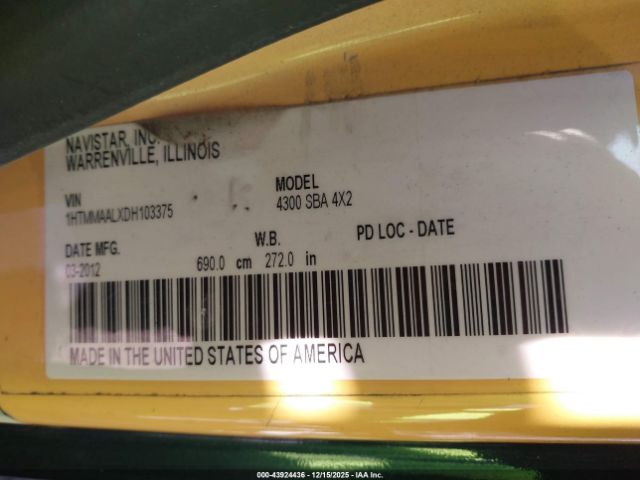 NAVISTAR, INC.
WARRENVILLE, ILLINOIS
VIN
1HTMMAALXDH103375
MODEL
4300 SBA 4X2
DATE MFG.
03-2012
W.B.
690.0 cm 272.0 in
PD LOC - DATE
MADE IN THE UNITED STATES OF AMERICA
000-43924436 - 12/15/2025 - IAA Inc.